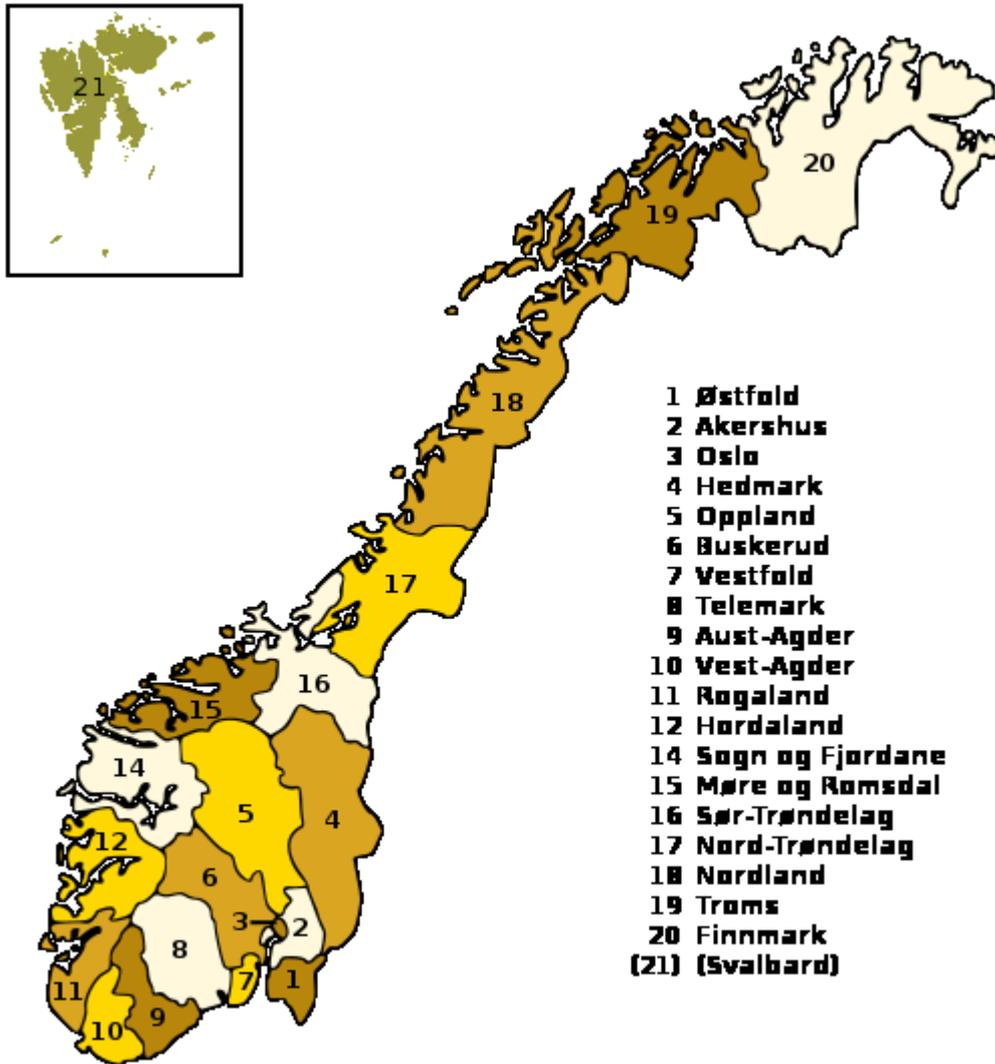 21
20
19
18
17
16
15
14
5
4
12
6
3
2
8
7
1
11
9
10
1 Østfold
2 Akershus
3 Oslo
4 Hedmark
5 Oppland
6 Buskerud
7 Vestfold
8 Telemark
9 Aust-Agder
10 Vest-Agder
11 Rogaland
12 Hordaland
14 Sogn og Fjordane
15 Møre og Romsdal
16 Sør-Trøndelag
17 Nord-Trøndelag
18 Nordland
19 Troms
20 Finnmark
(21) (Svalbard)